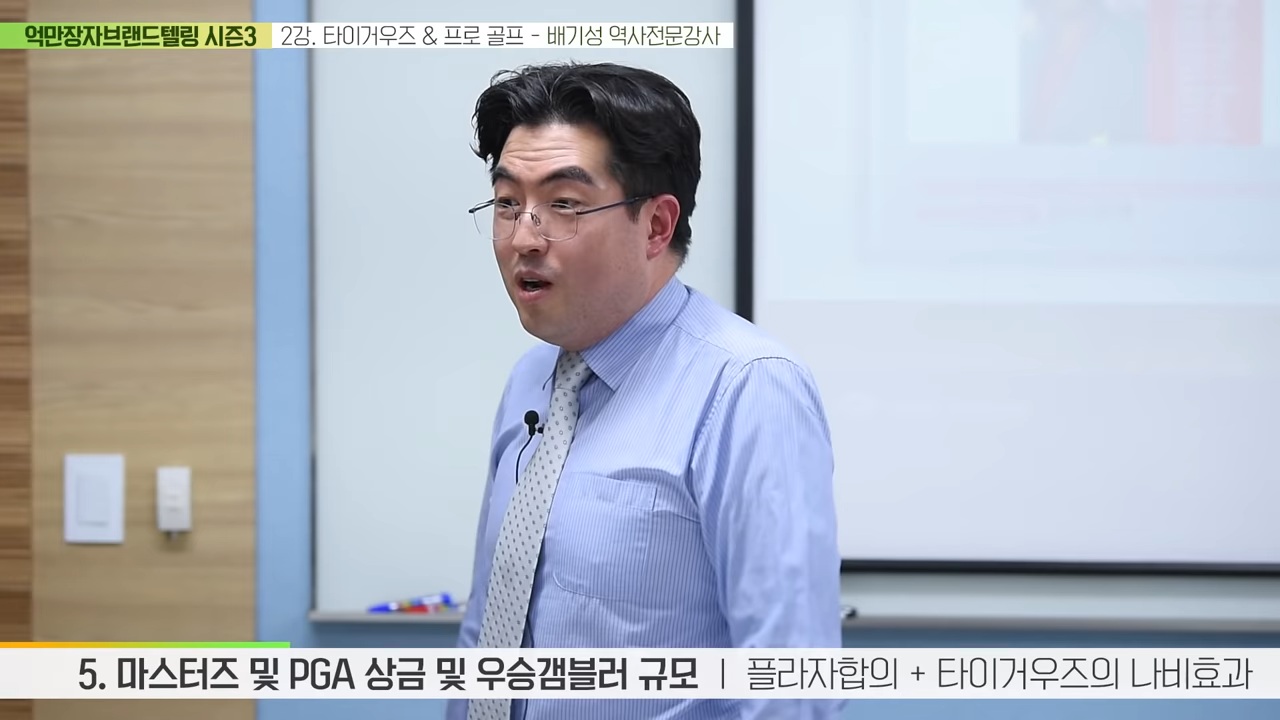 억만장자브랜드텔링 시즌3 2강. 타이거우즈 & 프로 골프 - 배기성 역사전문강사
5. 마스터즈 및 PGA 상금 및 우승갬블러 규모 | 플라자합의 + 타이거우즈의 나비효과